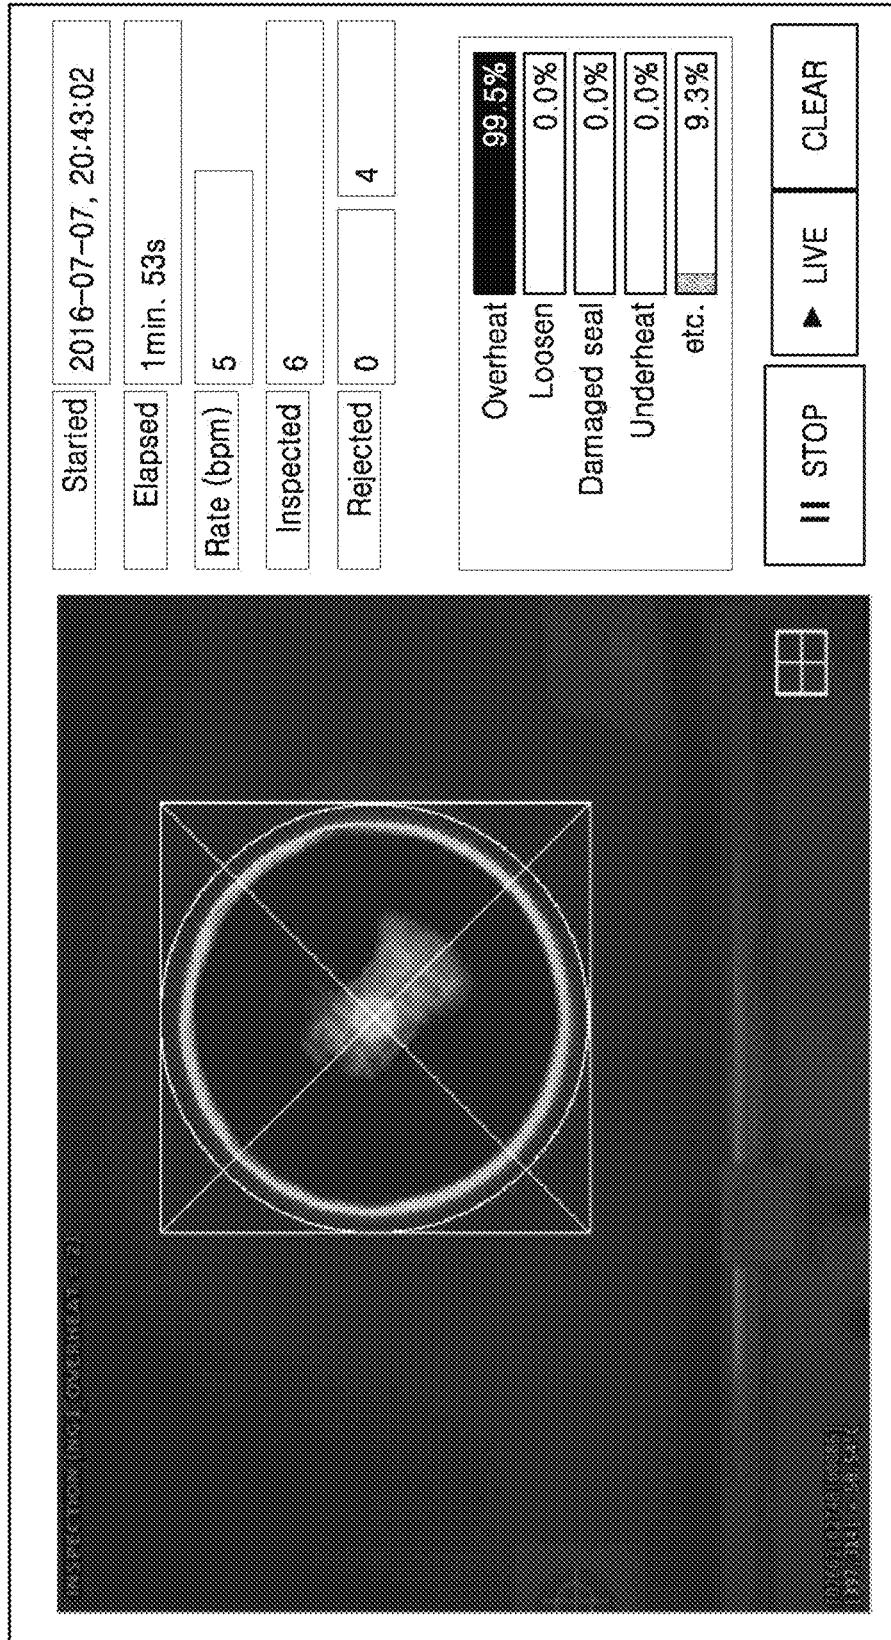 Started 2016-07-07, 20:43:02
Elapsed 1min. 53s
Rate (bpm) 5
Inspected 6
Rejected 0 4
Overheat 99.5%
Loosen 0.0%
Damaged seal 0.0%
Underheat 0.0%
etc. 9.3%
STOP
LIVE
CLEAR